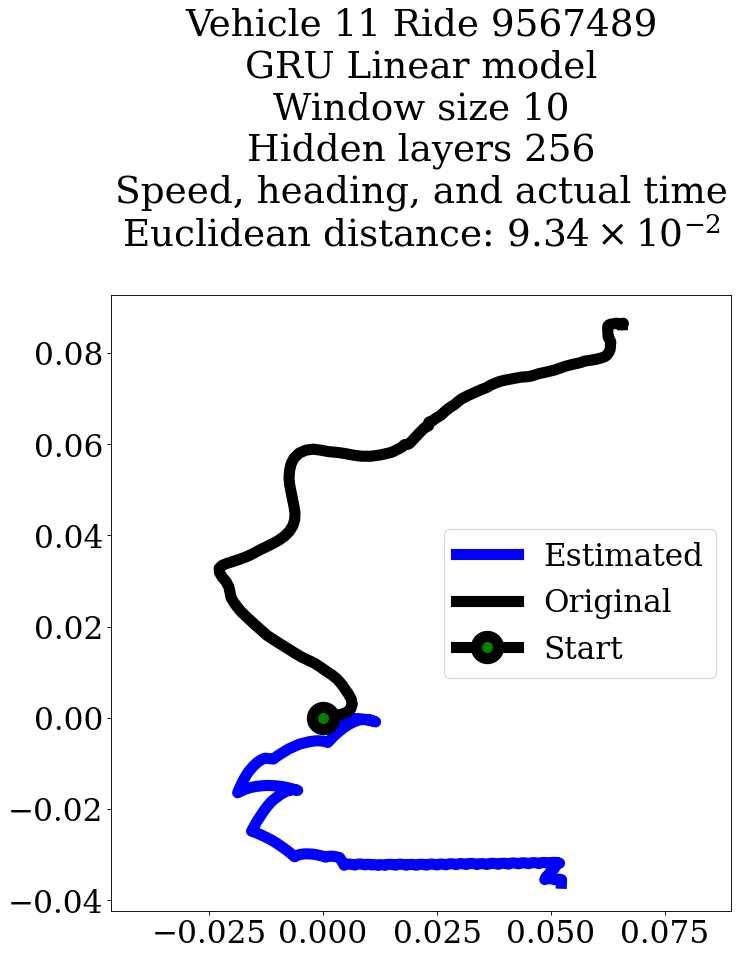 Vehicle 11 Ride 9567489
GRU Linear model
Window size 10
Hidden layers 256
Speed, heading, and actual time
Euclidean distance: 9.34 × 10⁻²
0.08
0.06
0.04
Estimated
Original
0.02
Start
0.00
−0.02
−0.04
−0.025 0.000 0.025 0.050 0.075